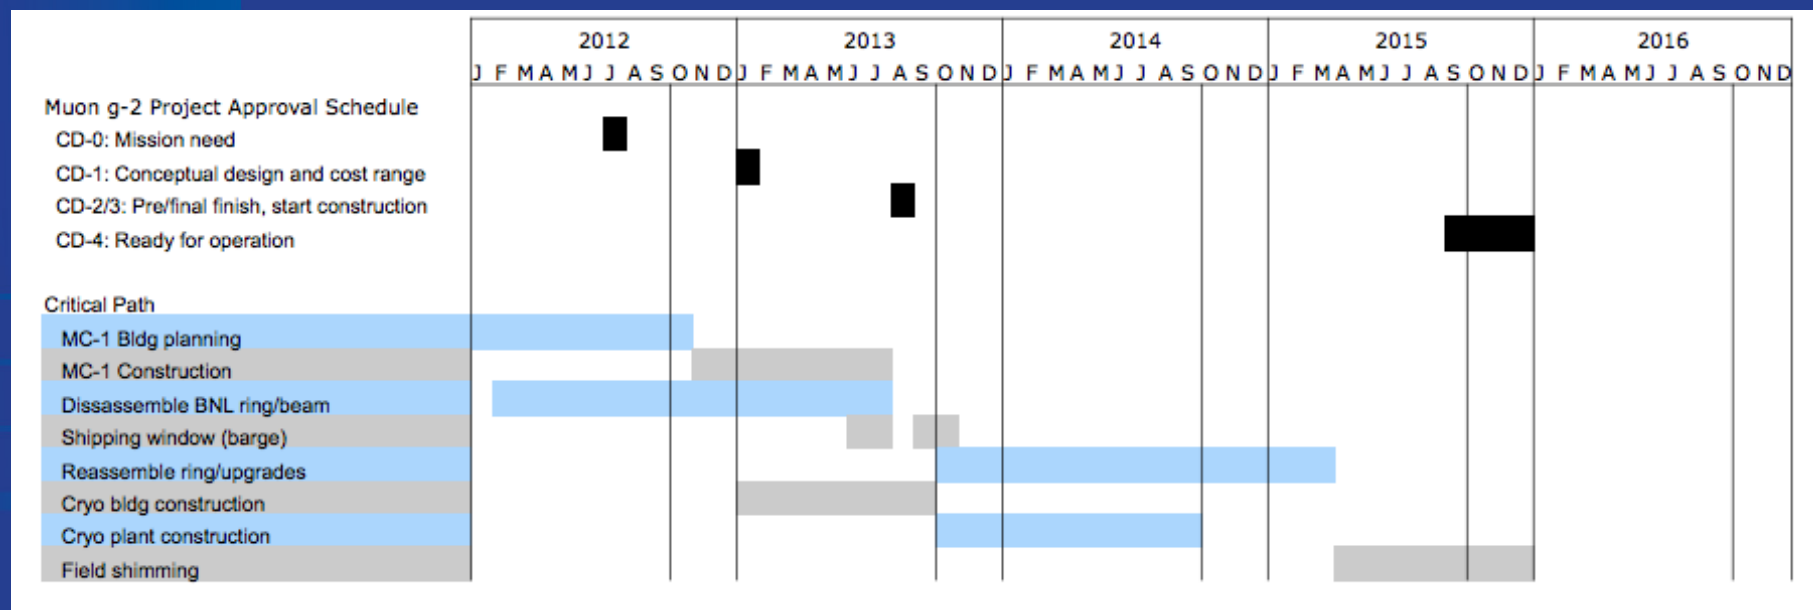 2012 2013 2014 2015 2016
J F M A M J J A S O N D J F M A M J J A S O N D J F M A M J J A S O N D J F M A M J J A S O N D J F M A M J J A S O N D
Muon g-2 Project Approval Schedule
CD-0: Mission need
CD-1: Conceptual design and cost range
CD-2/3: Pre/final finish, start construction
CD-4: Ready for operation
Critical Path
MC-1 Bldg planning
MC-1 Construction
Dissassemble BNL ring/beam
Shipping window (barge)
Reassemble ring/upgrades
Cryo bldg construction
Cryo plant construction
Field shimming